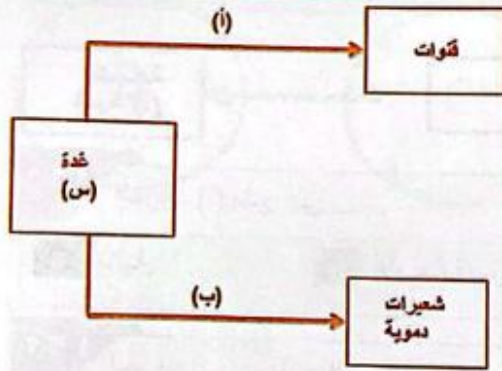 (أ)
قنوات
غدة
(س)
(ب)
شعيرات
دموية